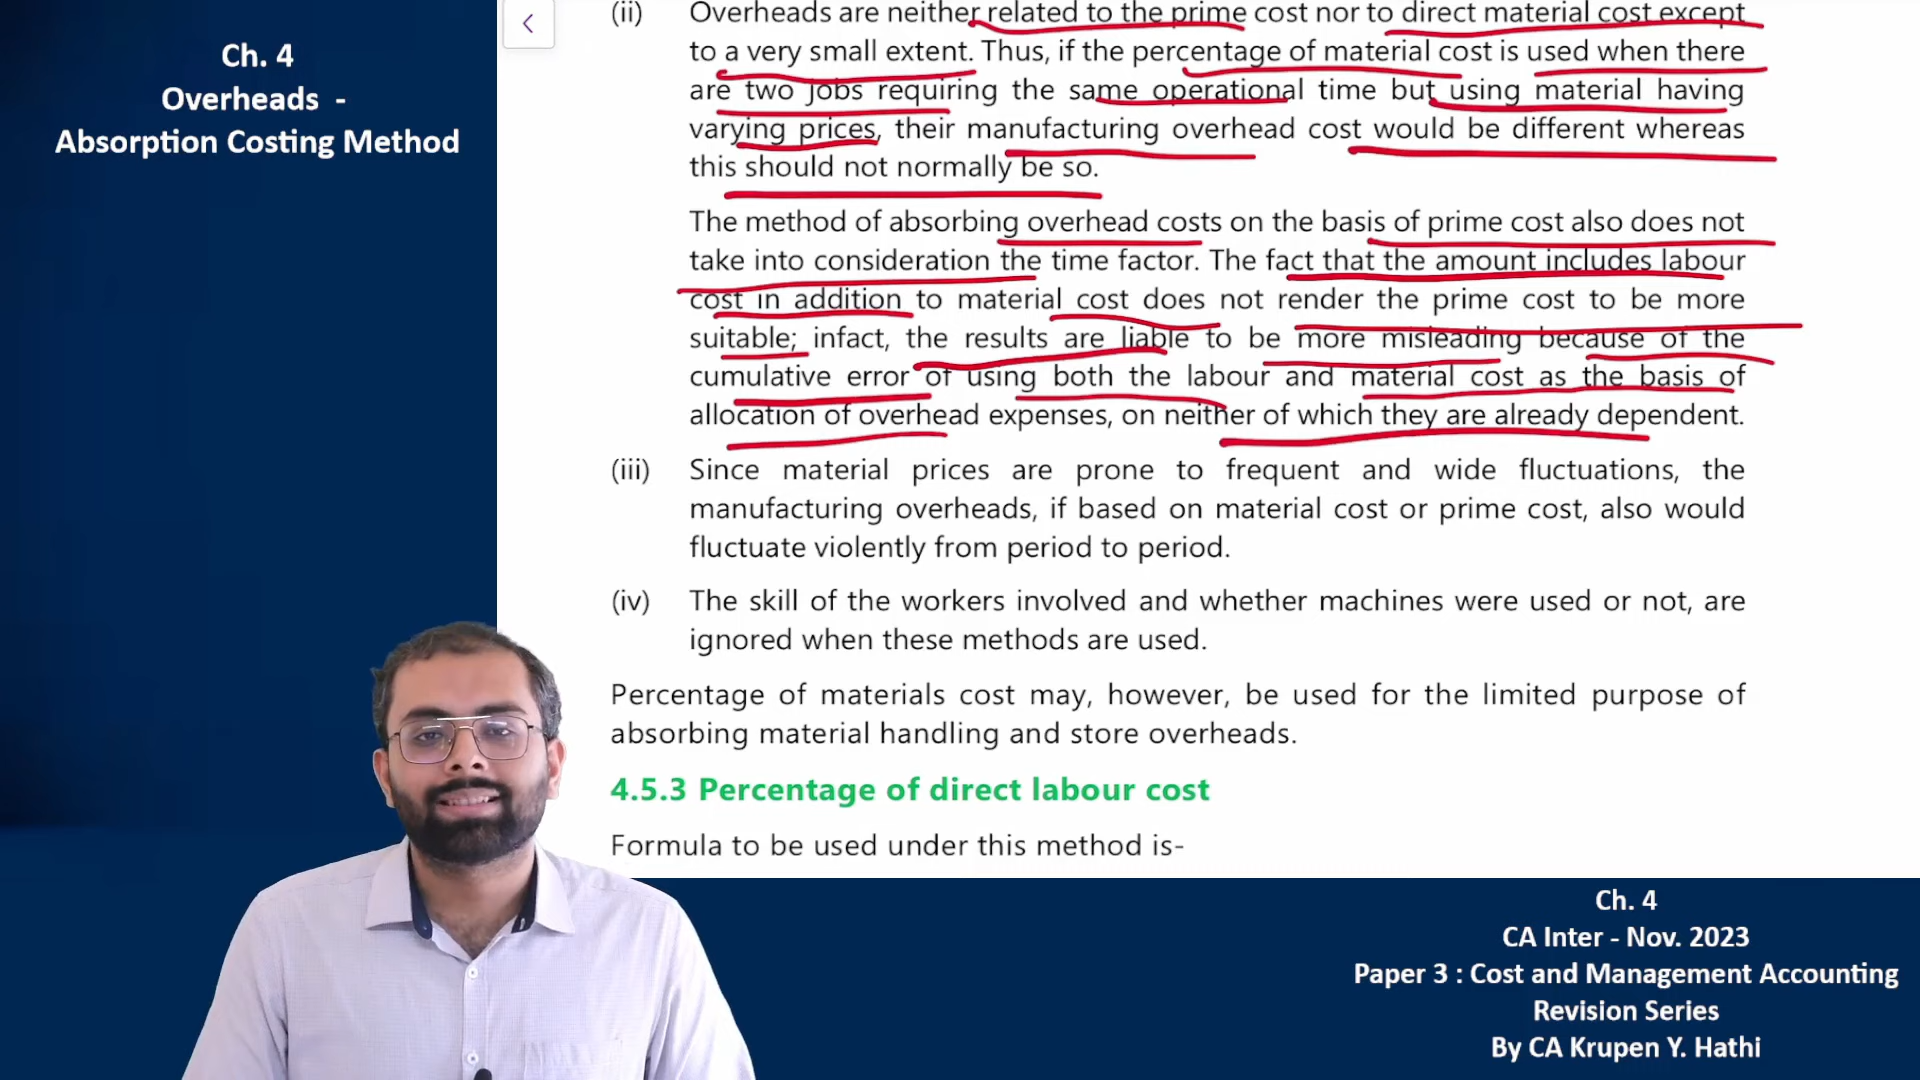 Ch. 4
Overheads -
Absorption Costing Method
(ii) Overheads are neither related to the prime cost nor to direct material cost except
to a very small extent. Thus, if the percentage of material cost is used when there
are two jobs requiring the same operational time but using material having
varying prices, their manufacturing overhead cost would be different whereas
this should not normally be so.
The method of absorbing overhead costs on the basis of prime cost also does not
take into consideration the time factor. The fact that the amount includes labour
cost in addition to material cost does not render the prime cost to be more
suitable; infact, the results are liable to be more misleading because of the
cumulative error of using both the labour and material cost as the basis of
allocation of overhead expenses, on neither of which they are already dependent.
(iii) Since material prices are prone to frequent and wide fluctuations, the
manufacturing overheads, if based on material cost or prime cost, also would
fluctuate violently from period to period.
(iv) The skill of the workers involved and whether machines were used or not, are
ignored when these methods are used.
Percentage of materials cost may, however, be used for the limited purpose of
absorbing material handling and store overheads.
4.5.3 Percentage of direct labour cost
Formula to be used under this method is-
Ch. 4
CA Inter - Nov. 2023
Paper 3 : Cost and Management Accounting
Revision Series
By CA Krupen Y. Hathi